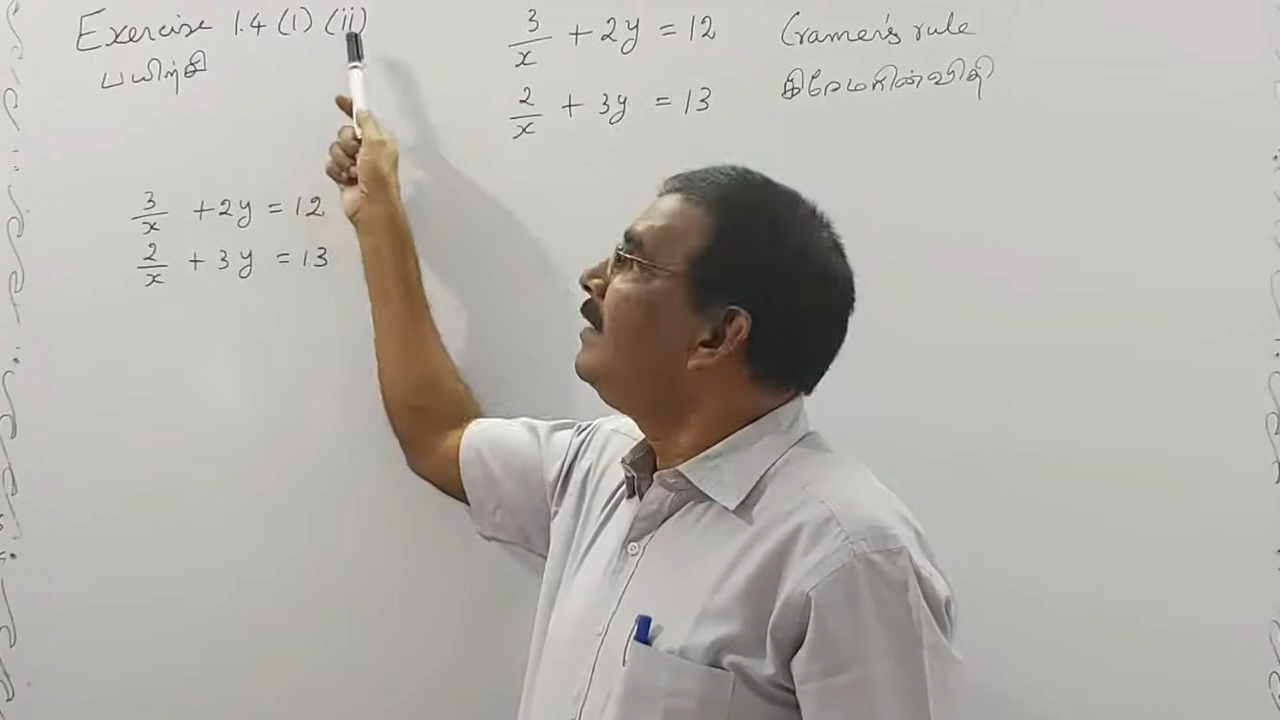 Exercise 1.4 (1) (ii)
பயிற்சி
3/x + 2y = 12
2/x + 3y = 13
Cramer's rule
கிரேமரின் விதி
3/x + 2y = 12
2/x + 3y = 13